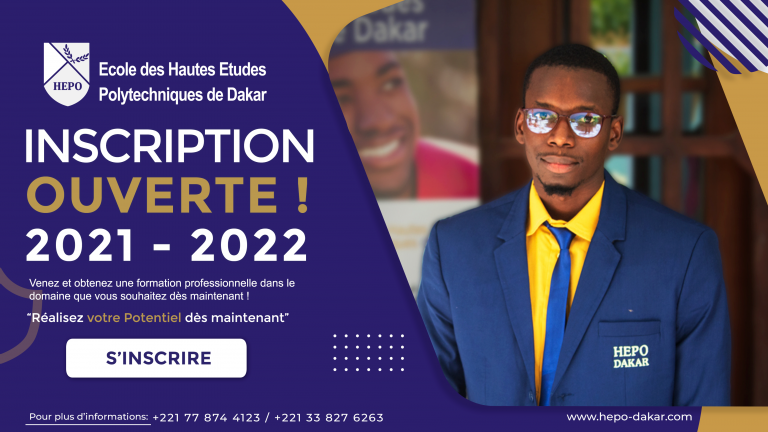 HEPO
Ecole des Hautes Etudes
Polytechniques de Dakar
INSCRIPTION
OUVERTE !
2021 - 2022
Venez et obtenez une formation professionnelle dans le
domaine que vous souhaitez dès maintenant !
“Réalisez votre Potentiel dès maintenant”
S’INSCRIRE
Pour plus d’informations: +221 77 874 4123 / +221 33 827 6263
www.hepo-dakar.com
e Dakar
HEPO
DAKAR